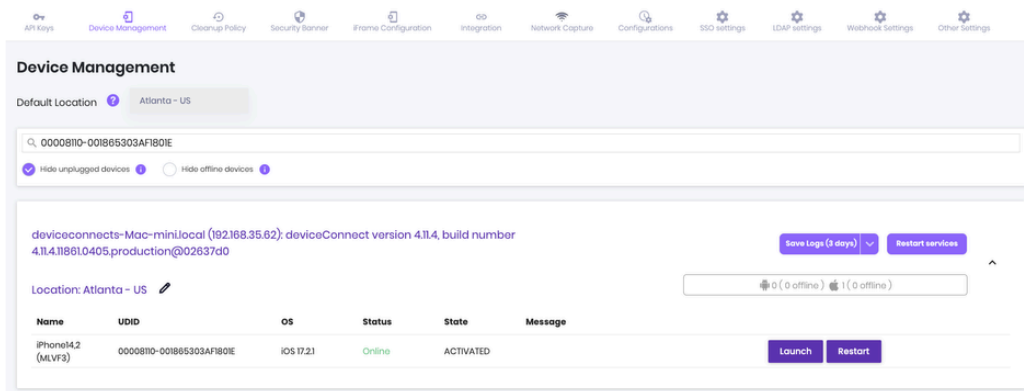 API Keys Device Management Cleanup Policy Security Banner iFrame Configuration Integration Network Capture Configurations SSO settings LDAP settings Webhook Settings Other Settings
Device Management
Default Location ? Atlanta - US
00008110-001865303AF1801E
Hide unplugged devices i Hide offline devices i
deviceconnects-Mac-mini.local (192.168.35.62): deviceConnect version 4.11.4, build number
4.11.4.11861.0405.production@02637d0
Save Logs (3 days) Restart services
Location: Atlanta - US
0 ( 0 offline ) 1 ( 0 offline )
Name UDID OS Status State Message
iPhone14,2
(MLVF3) 00008110-001865303AF1801E iOS 17.2.1 Online ACTIVATED Launch Restart